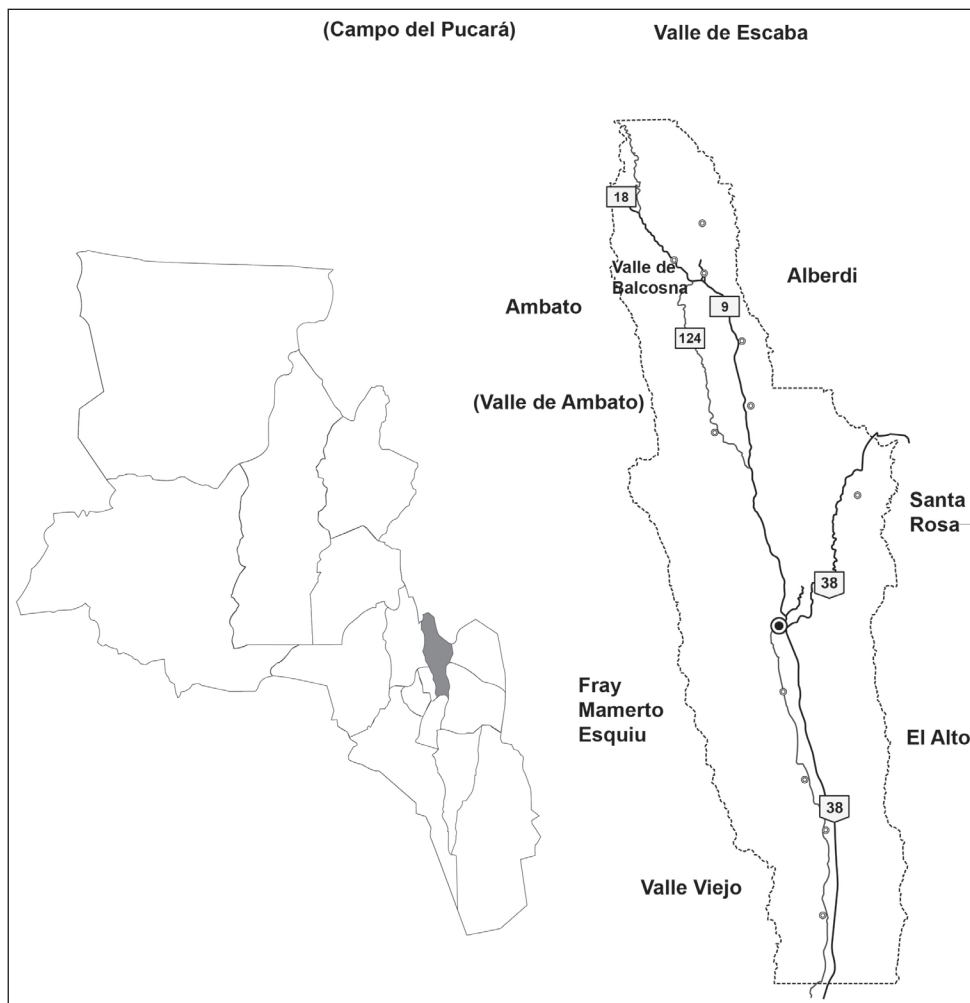 (Campo del Pucará)
Valle de Escaba
18
Valle de
Balcosna
Alberdi
Ambato
9
124
(Valle de Ambato)
Santa
Rosa
38
Fray
Mamerto
Esquiu
El Alto
38
Valle Viejo